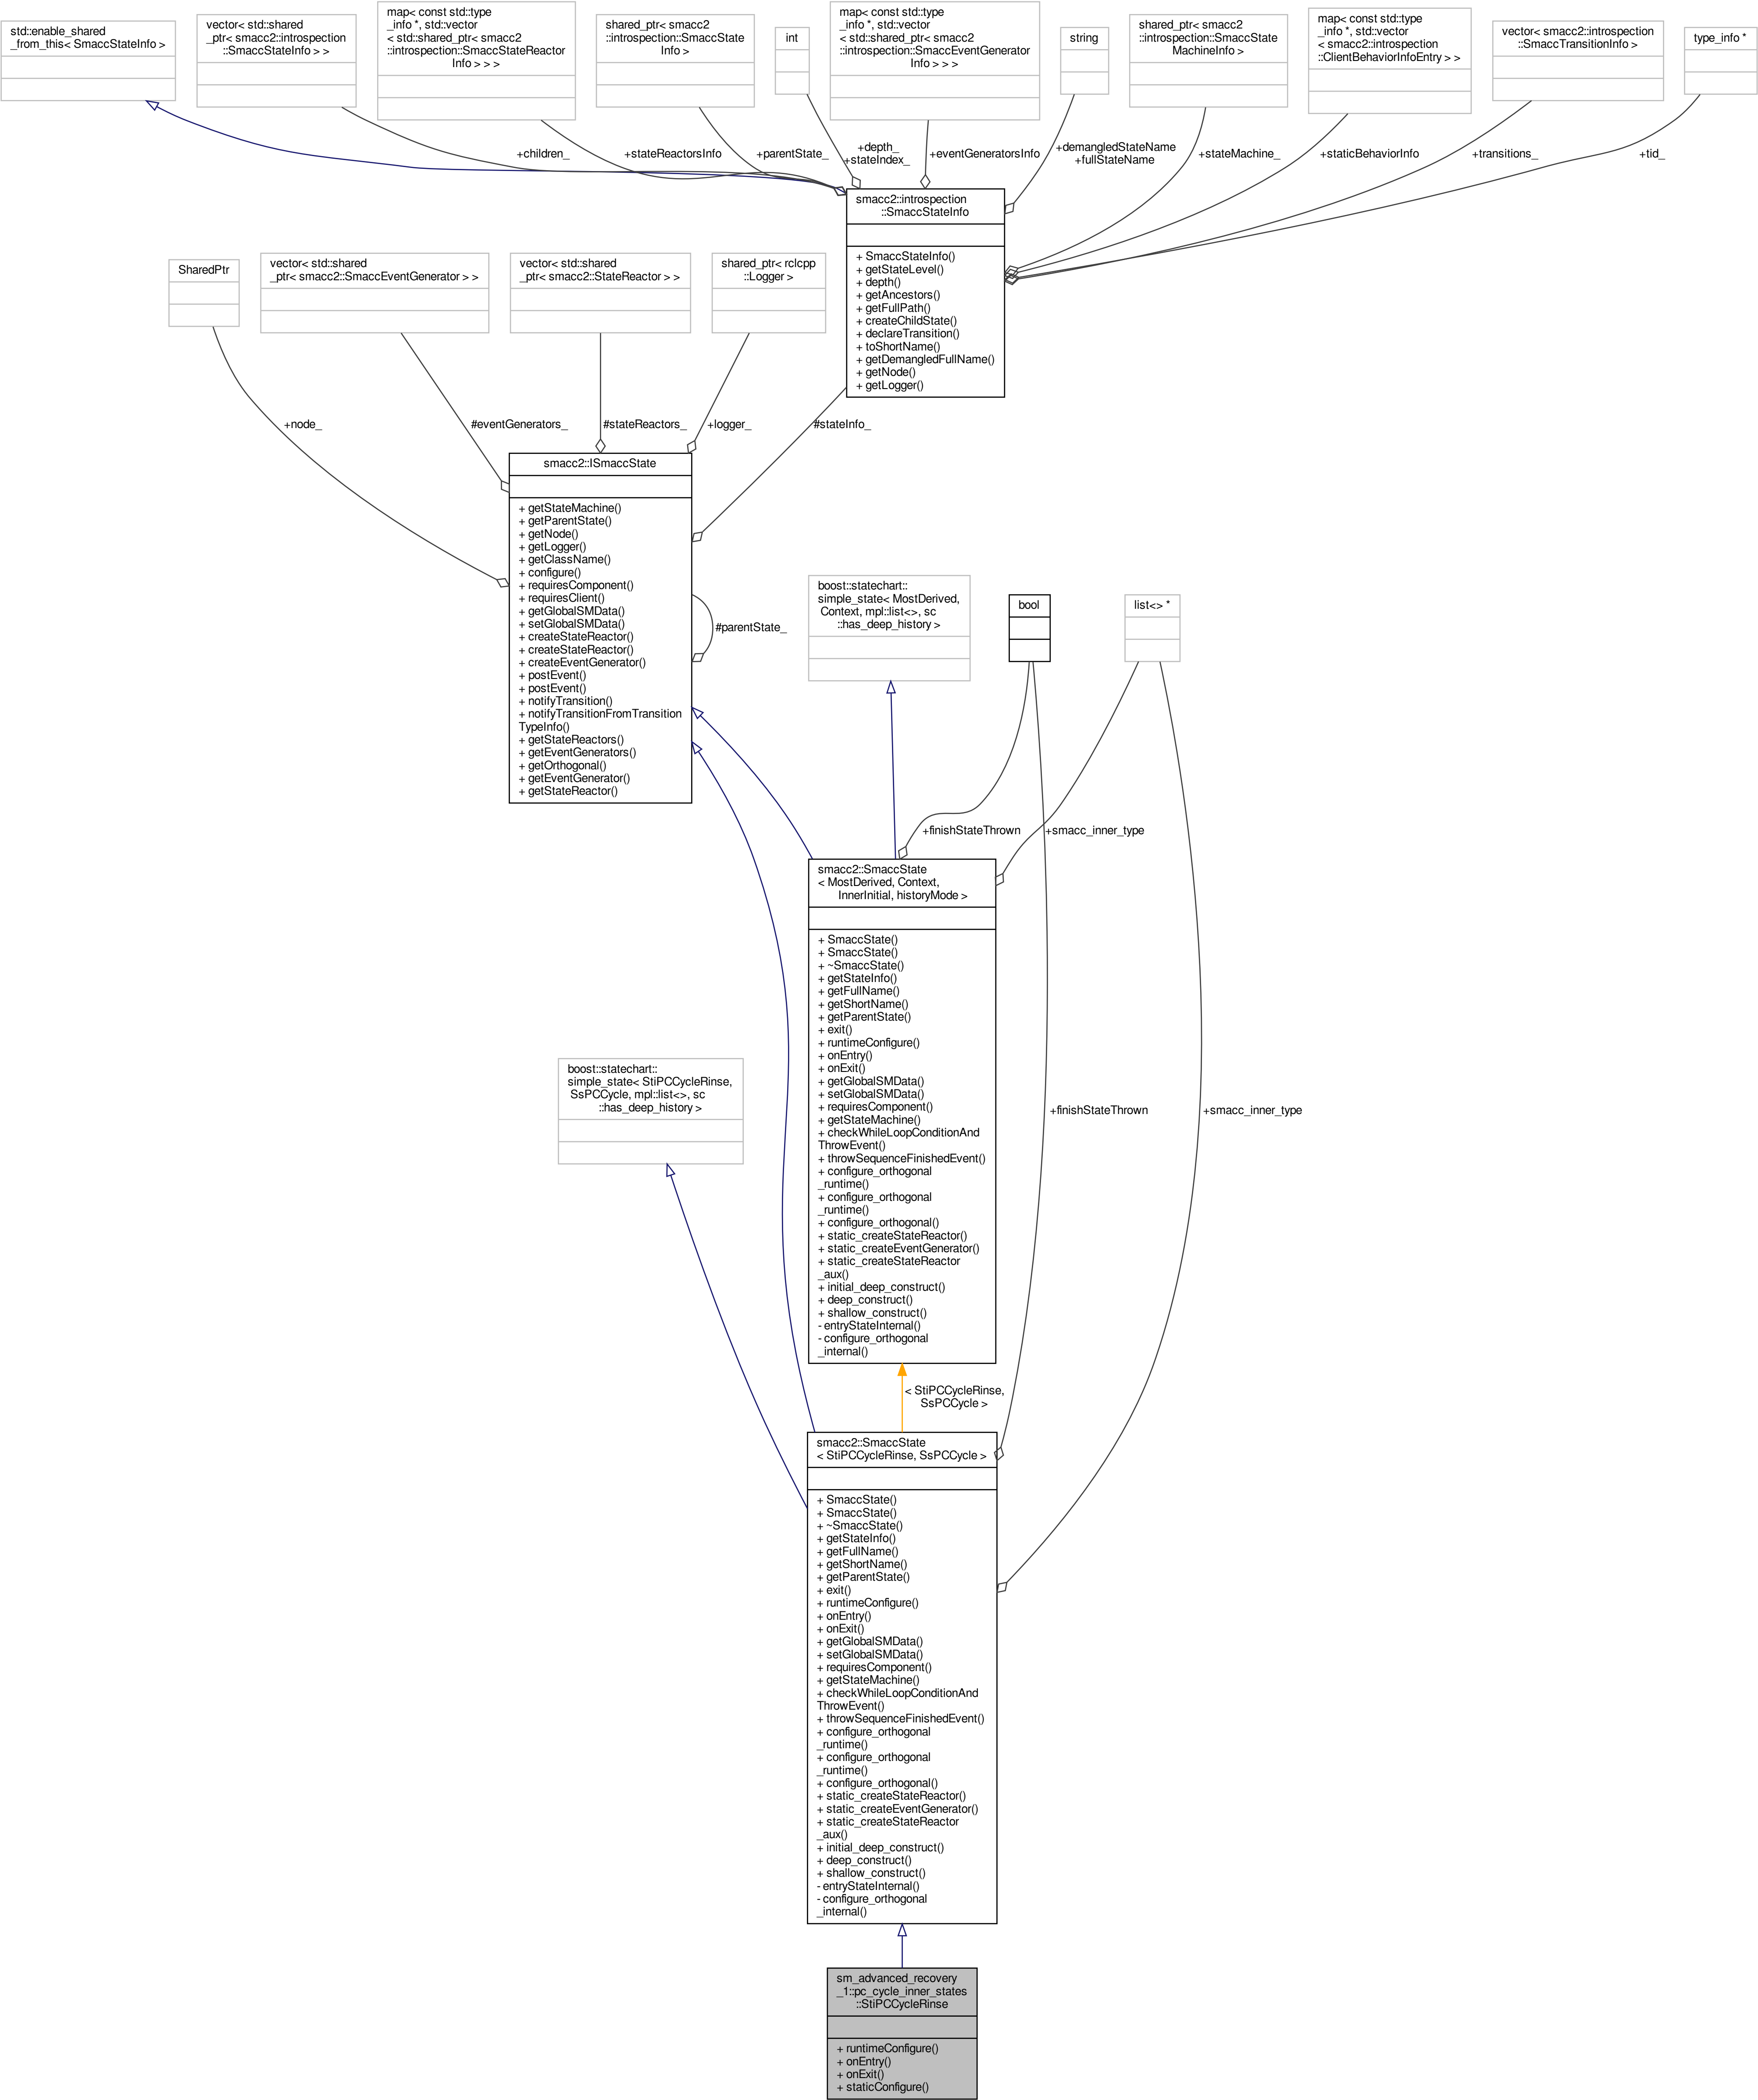 std::enable_shared
_from_this< SmaccStateInfo >
vector< std::shared
_ptr< smacc2::introspection
::SmaccStateInfo > >
map< const std::type
_info *, std::vector
< std::shared_ptr< smacc2
::introspection::SmaccStateReactor
Info > > >
shared_ptr< smacc2
::introspection::SmaccState
Info >
int
map< const std::type
_info *, std::vector
< std::shared_ptr< smacc2
::introspection::SmaccEventGenerator
Info > > >
string
shared_ptr< smacc2
::introspection::SmaccState
MachineInfo >
map< const std::type
_info *, std::vector
< smacc2::introspection
::ClientBehaviorInfoEntry > >
vector< smacc2::introspection
::SmaccTransitionInfo >
type_info *
+children_
+stateReactorsInfo
+parentState_
+depth_
+stateIndex_
+eventGeneratorsInfo
+demangledStateName
+fullStateName
+stateMachine_
+staticBehaviorInfo
+transitions_
+tid_
smacc2::introspection
::SmaccStateInfo
+ SmaccStateInfo()
+ getStateLevel()
+ depth()
+ getAncestors()
+ getFullPath()
+ createChildState()
+ declareTransition()
+ toShortName()
+ getDemangledFullName()
+ getNode()
+ getLogger()
SharedPtr
vector< std::shared
_ptr< smacc2::SmaccEventGenerator > >
vector< std::shared
_ptr< smacc2::StateReactor > >
shared_ptr< rclcpp
::Logger >
+node_
#eventGenerators_
#stateReactors_
+logger_
#stateInfo_
smacc2::ISmaccState
+ getStateMachine()
+ getParentState()
+ getNode()
+ getLogger()
+ getClassName()
+ configure()
+ requiresComponent()
+ requiresClient()
+ getGlobalSMData()
+ setGlobalSMData()
+ createStateReactor()
+ createStateReactor()
+ createEventGenerator()
+ postEvent()
+ postEvent()
+ notifyTransition()
+ notifyTransitionFromTransition
TypeInfo()
+ getStateReactors()
+ getEventGenerators()
+ getOrthogonal()
+ getEventGenerator()
+ getStateReactor()
#parentState_
boost::statechart::
simple_state< MostDerived,
Context, mpl::list<>, sc
::has_deep_history >
bool
list<> *
+finishStateThrown
+smacc_inner_type
smacc2::SmaccState
< MostDerived, Context,
InnerInitial, historyMode >
+ SmaccState()
+ SmaccState()
+ ~SmaccState()
+ getStateInfo()
+ getFullName()
+ getShortName()
+ getParentState()
+ exit()
+ runtimeConfigure()
+ onEntry()
+ onExit()
+ getGlobalSMData()
+ setGlobalSMData()
+ requiresComponent()
+ getStateMachine()
+ checkWhileLoopConditionAnd
ThrowEvent()
+ throwSequenceFinishedEvent()
+ configure_orthogonal
_runtime()
+ configure_orthogonal
_runtime()
+ configure_orthogonal()
+ static_createStateReactor()
+ static_createEventGenerator()
+ static_createStateReactor
_aux()
+ initial_deep_construct()
+ deep_construct()
+ shallow_construct()
- entryStateInternal()
- configure_orthogonal
_internal()
boost::statechart::
simple_state< StiPCCycleRinse,
SsPCCycle, mpl::list<>, sc
::has_deep_history >
+finishStateThrown
+smacc_inner_type
< StiPCCycleRinse,
SsPCCycle >
smacc2::SmaccState
< StiPCCycleRinse, SsPCCycle >
+ SmaccState()
+ SmaccState()
+ ~SmaccState()
+ getStateInfo()
+ getFullName()
+ getShortName()
+ getParentState()
+ exit()
+ runtimeConfigure()
+ onEntry()
+ onExit()
+ getGlobalSMData()
+ setGlobalSMData()
+ requiresComponent()
+ getStateMachine()
+ checkWhileLoopConditionAnd
ThrowEvent()
+ throwSequenceFinishedEvent()
+ configure_orthogonal
_runtime()
+ configure_orthogonal
_runtime()
+ configure_orthogonal()
+ static_createStateReactor()
+ static_createEventGenerator()
+ static_createStateReactor
_aux()
+ initial_deep_construct()
+ deep_construct()
+ shallow_construct()
- entryStateInternal()
- configure_orthogonal
_internal()
sm_advanced_recovery
_1::pc_cycle_inner_states
::StiPCCycleRinse
+ runtimeConfigure()
+ onEntry()
+ onExit()
+ staticConfigure()